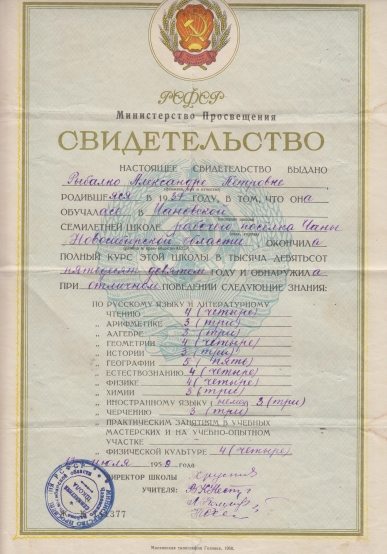 РСФСР
Министерство Просвещения
СВИДЕТЕЛЬСТВО
НАСТОЯЩЕЕ СВИДЕТЕЛЬСТВО ВЫДАНО
Рыбалко Александре Петровне,
РОДИВШЕЙСЯ В 19 ГОДУ, В ТОМ, ЧТО ОНА
ОБУЧАЛАСЬ В Чановской
СЕМИЛЕТНЕЙ ШКОЛЕ рабочего поселка Чаны
Новосибирской области ОКОНЧИЛА
ПОЛНЫЙ КУРС ЭТОЙ ШКОЛЫ В ТЫСЯЧА ДЕВЯТЬСОТ
пятьдесят девятом ГОДУ И ОБНАРУЖИЛА
ПРИ отличном ПОВЕДЕНИИ СЛЕДУЮЩИЕ ЗНАНИЯ:
ПО РУССКОМУ ЯЗЫКУ И ЛИТЕРАТУРНОМУ
ЧТЕНИЮ 4 (четыре)
„ АРИФМЕТИКЕ 3 (три)
„ АЛГЕБРЕ 3 (три)
„ ГЕОМЕТРИИ 4 (четыре)
„ ИСТОРИИ 3 (три)
„ ГЕОГРАФИИ 5 (пять)
„ ЕСТЕСТВОЗНАНИЮ 4 (четыре)
„ ФИЗИКЕ 4 (четыре)
„ ХИМИИ 3 (три)
„ ИНОСТРАННОМУ ЯЗЫКУ (немец) 3 (три)
„ ЧЕРЧЕНИЮ 3 (три)
„ ПРАКТИЧЕСКИМ ЗАНЯТИЯМ В УЧЕБНЫХ
МАСТЕРСКИХ И НА УЧЕБНО-ОПЫТНОМ
УЧАСТКЕ –
„ ФИЗИЧЕСКОЙ КУЛЬТУРЕ 4 (четыре)
июля 195 года
ДИРЕКТОР ШКОЛЫ
УЧИТЕЛЯ:
377